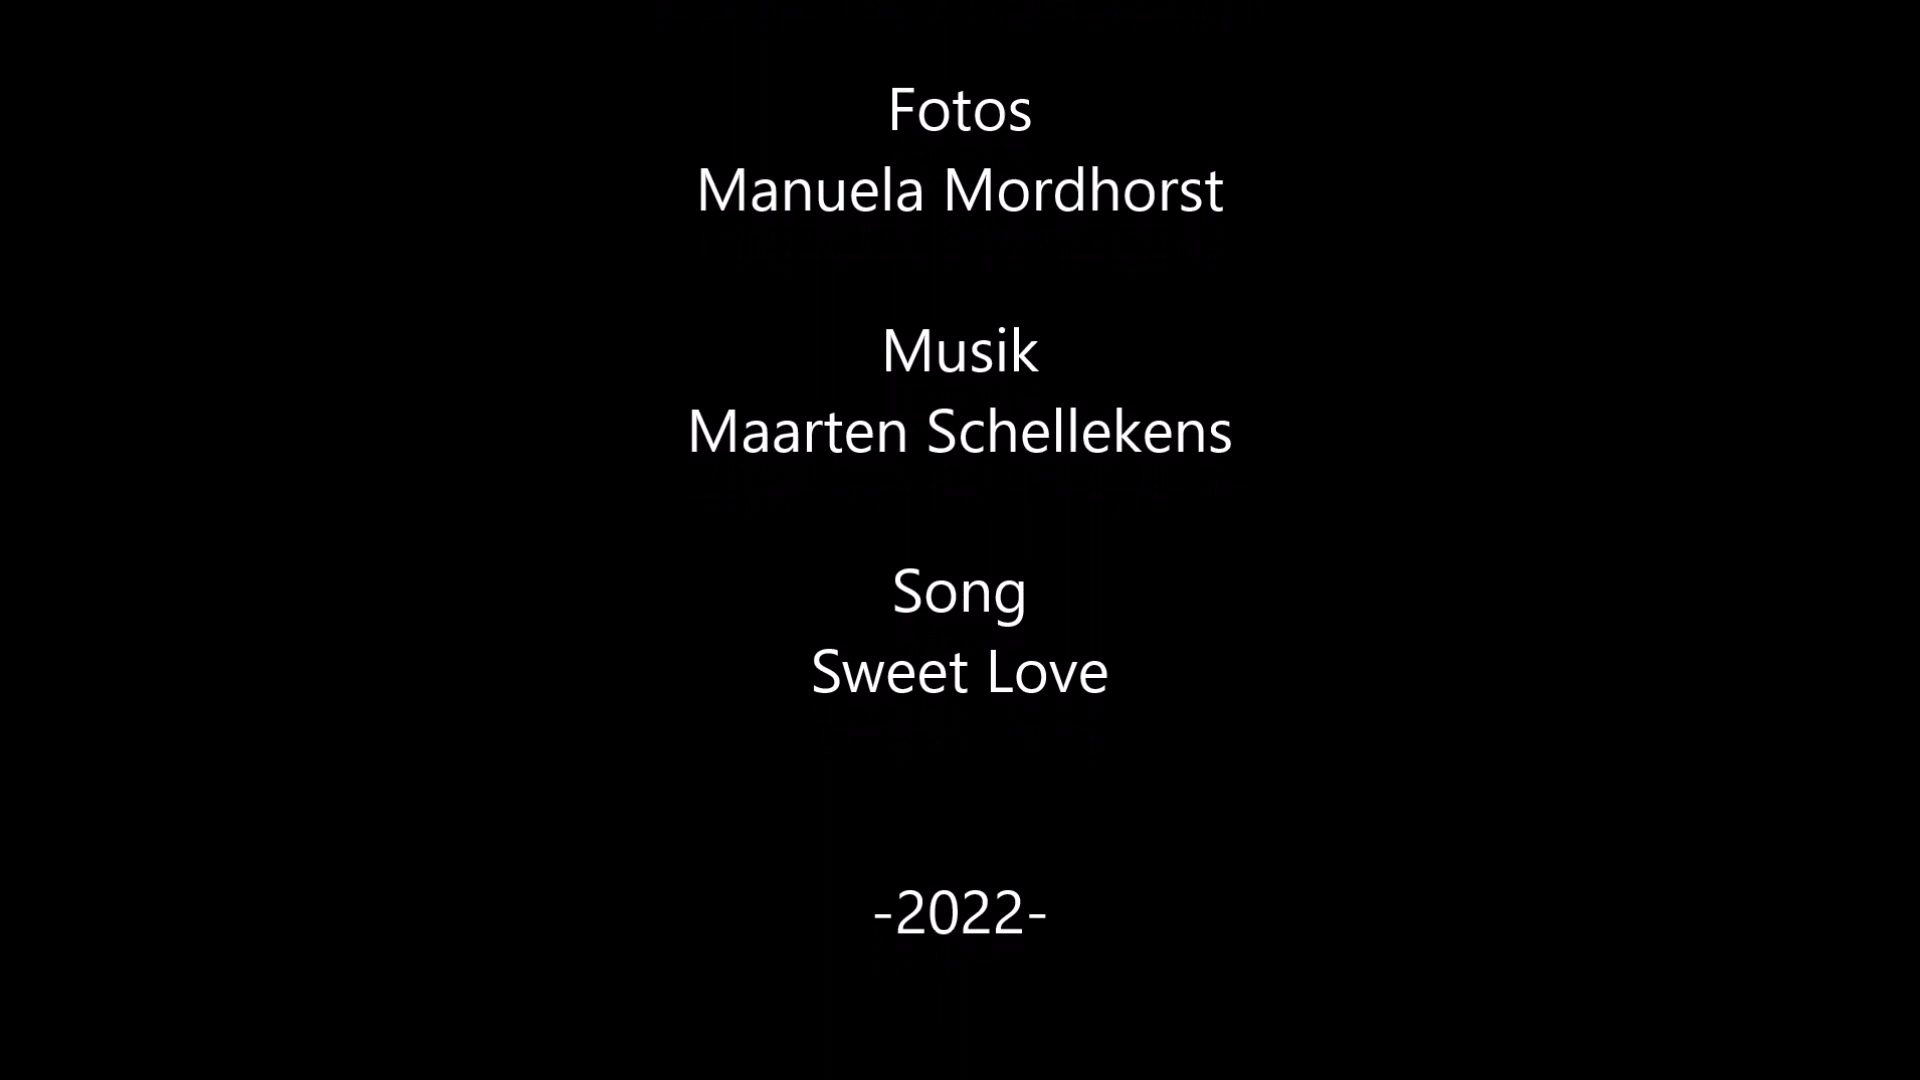 Fotos
Manuela Mordhorst
Musik
Maarten Schellekens
Song
Sweet Love
-2022-